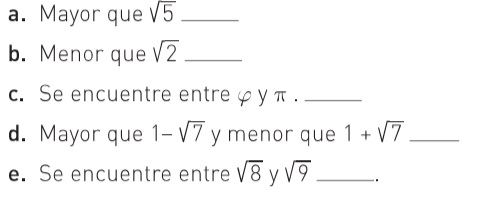 a. Mayor que √5 ______
b. Menor que √2 ______
c. Se encuentre entre φ y π . ______
d. Mayor que 1– √7 y menor que 1 + √7 ______
e. Se encuentre entre √8 y √9 ______.